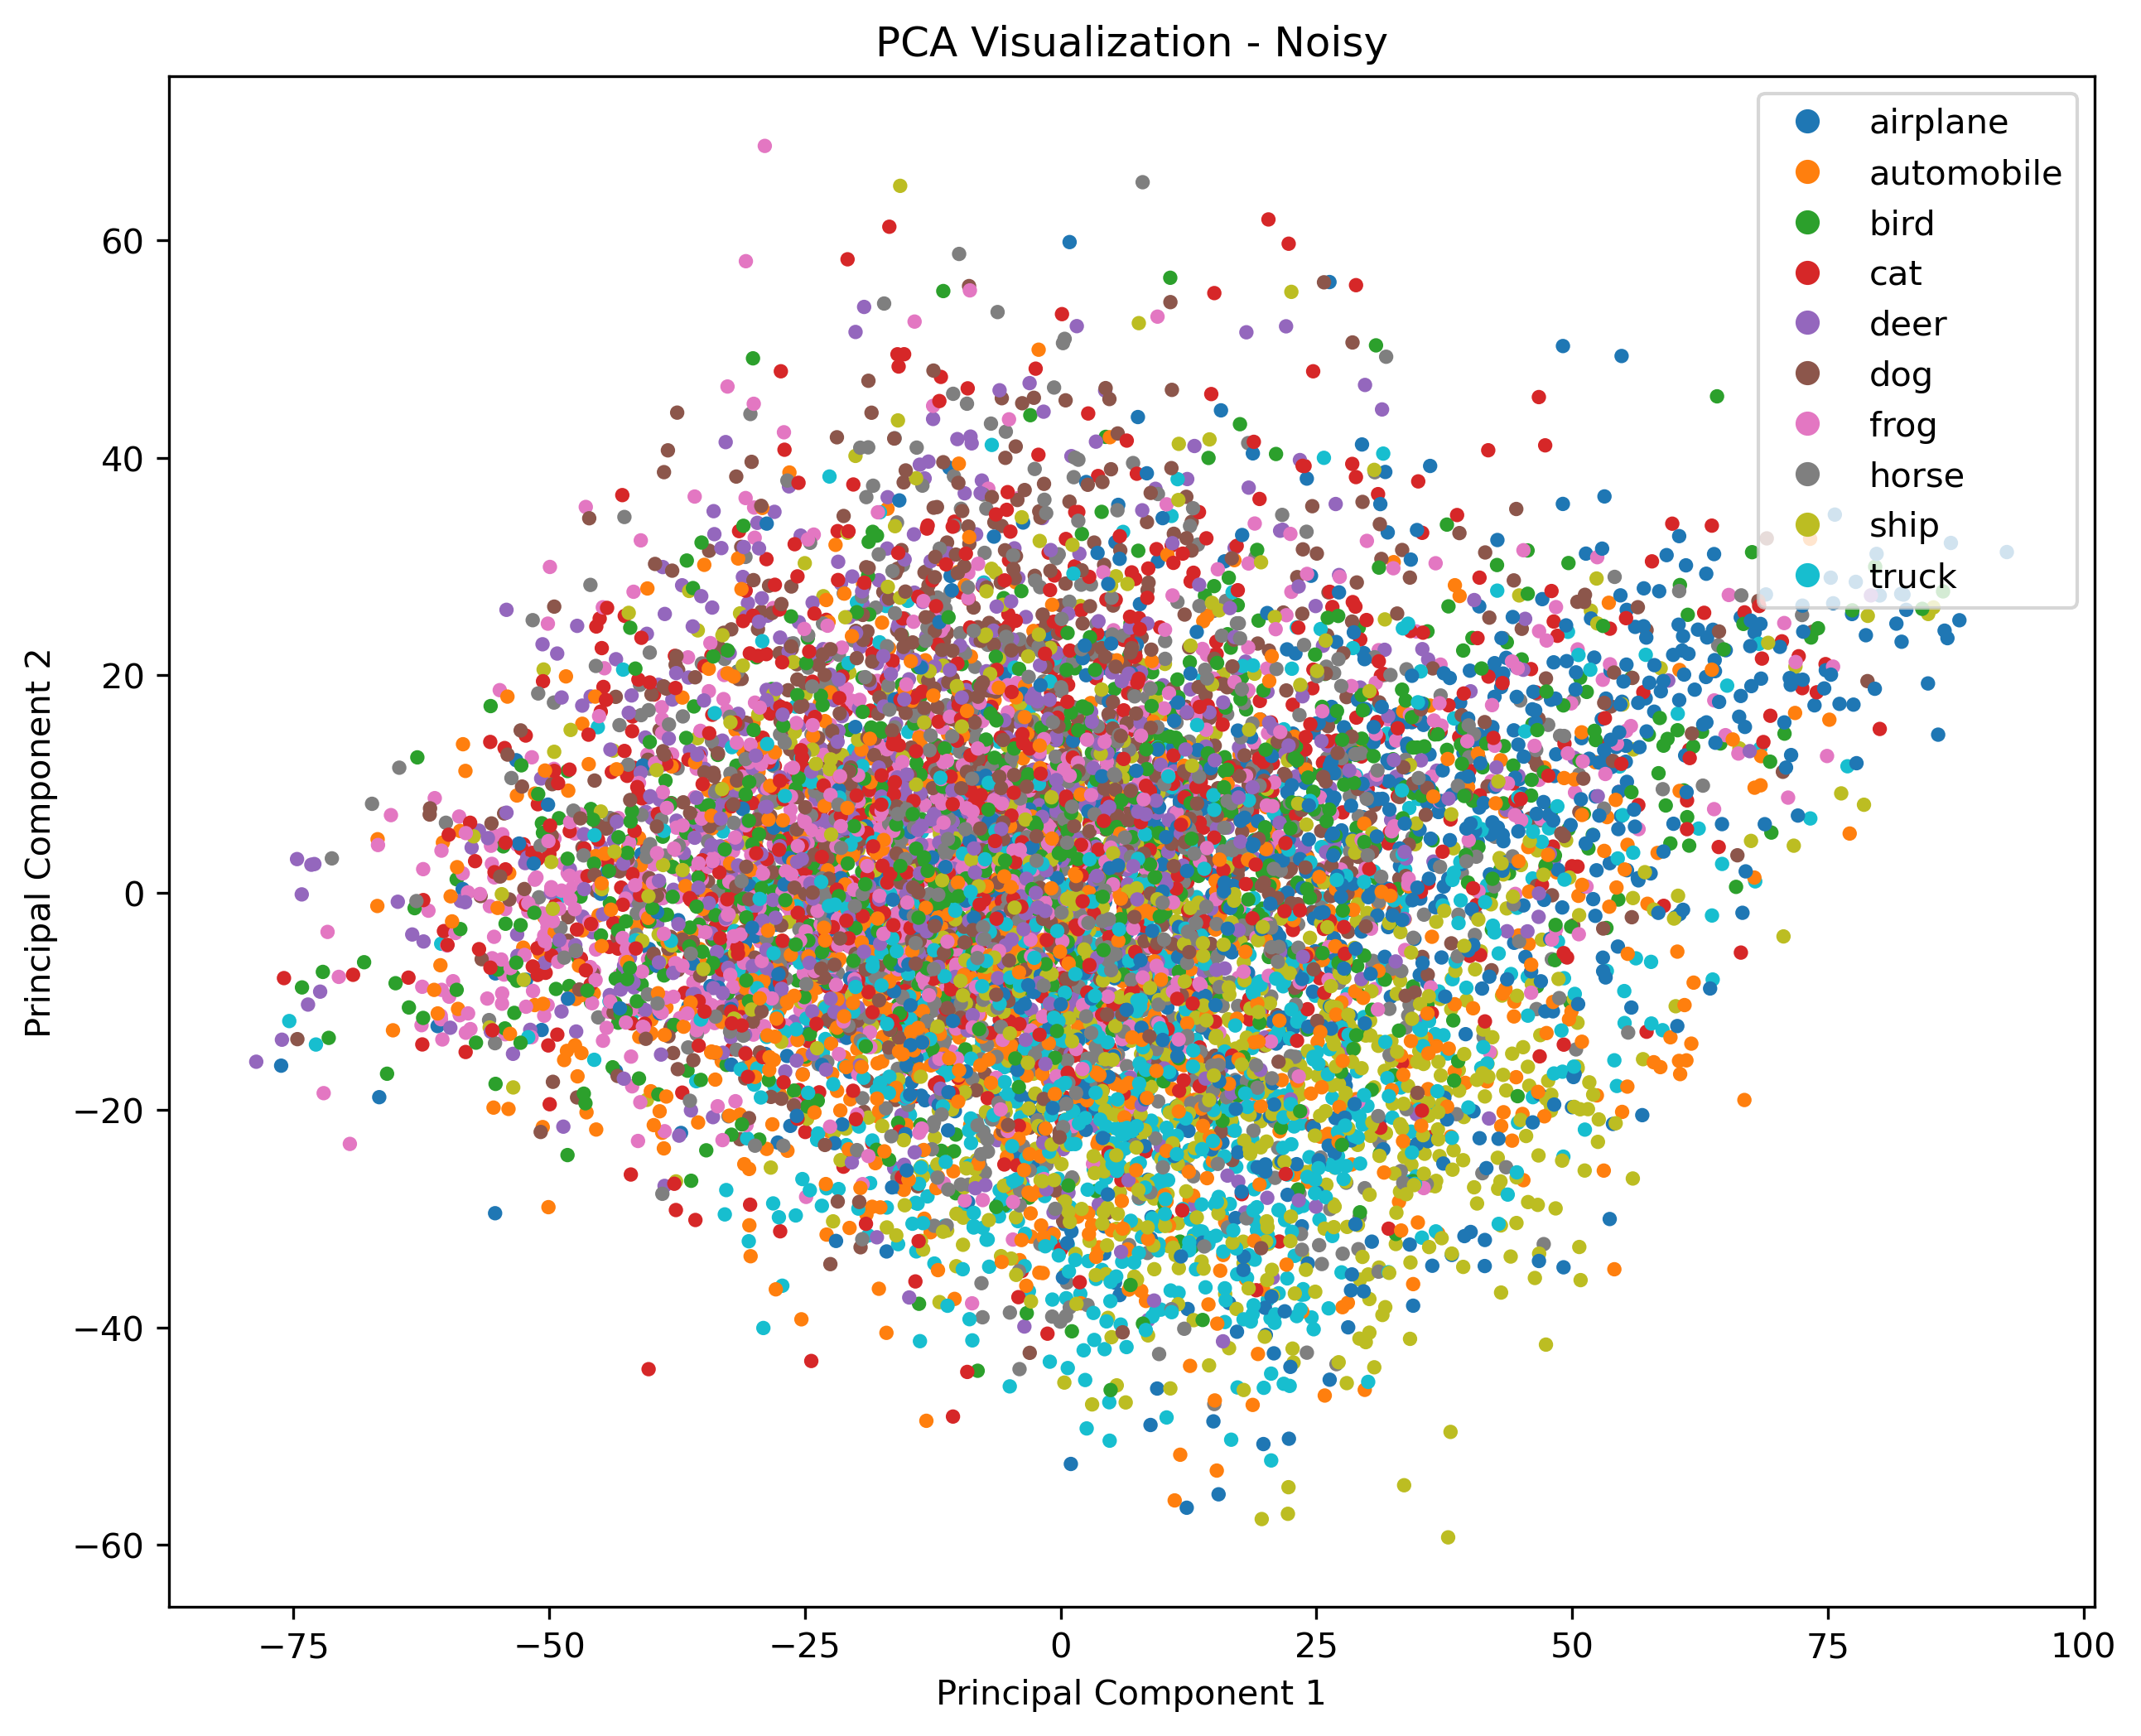 PCA Visualization - Noisy
airplane
automobile
bird
cat
deer
dog
frog
horse
ship
truck
60
40
20
0
−20
−40
−60
Principal Component 2
−75
−50
−25
0
25
50
75
100
Principal Component 1